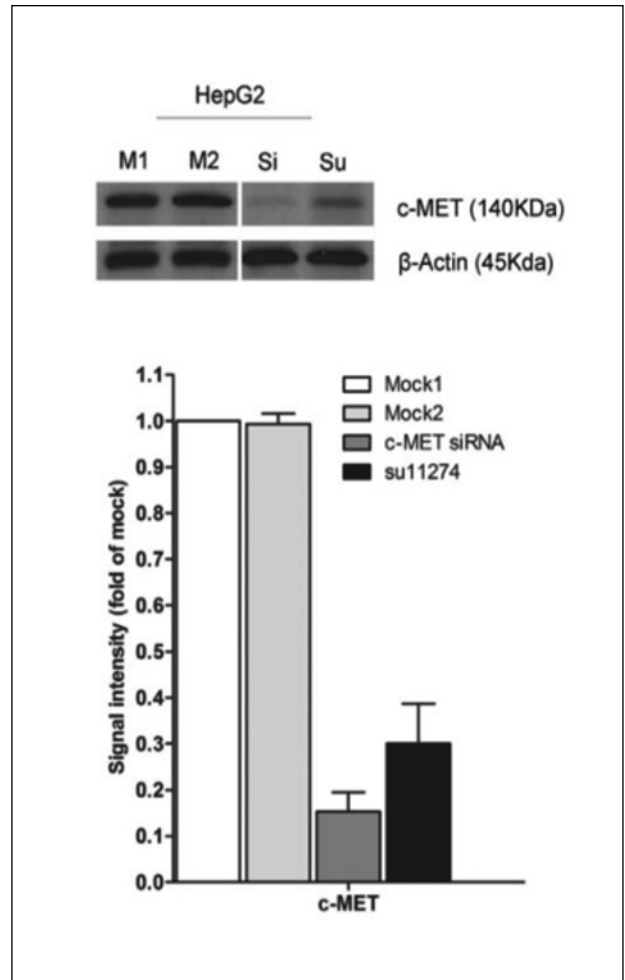 HepG2
M1 M2 Si Su
c-MET (140KDa)
β-Actin (45Kda)
Mock1
Mock2
c-MET siRNA
su11274
Signal intensity (fold of mock)
1.1
1.0
0.9
0.8
0.7
0.6
0.5
0.4
0.3
0.2
0.1
0.0
c-MET